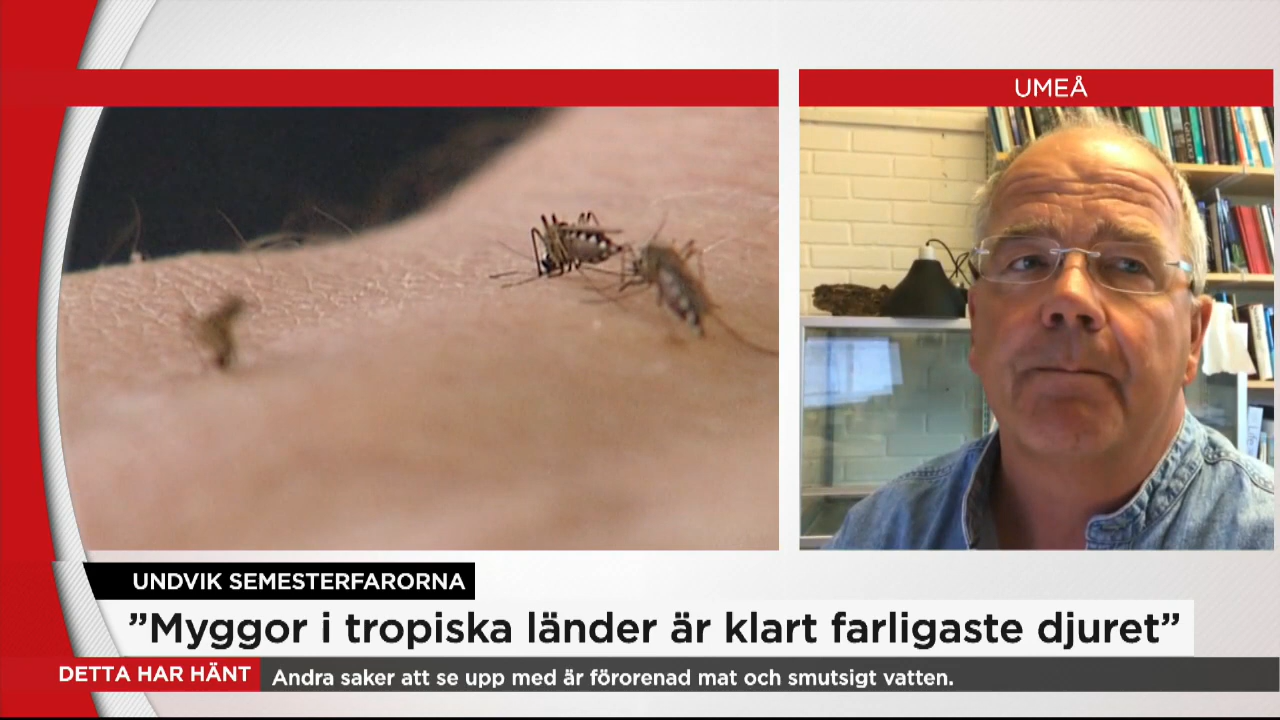 UMEÅ
UNDVIK SEMESTERFARORNA
”Myggor i tropiska länder är klart farligaste djuret”
DETTA HAR HÄNT Andra saker att se upp med är förorenad mat och smutsigt vatten.